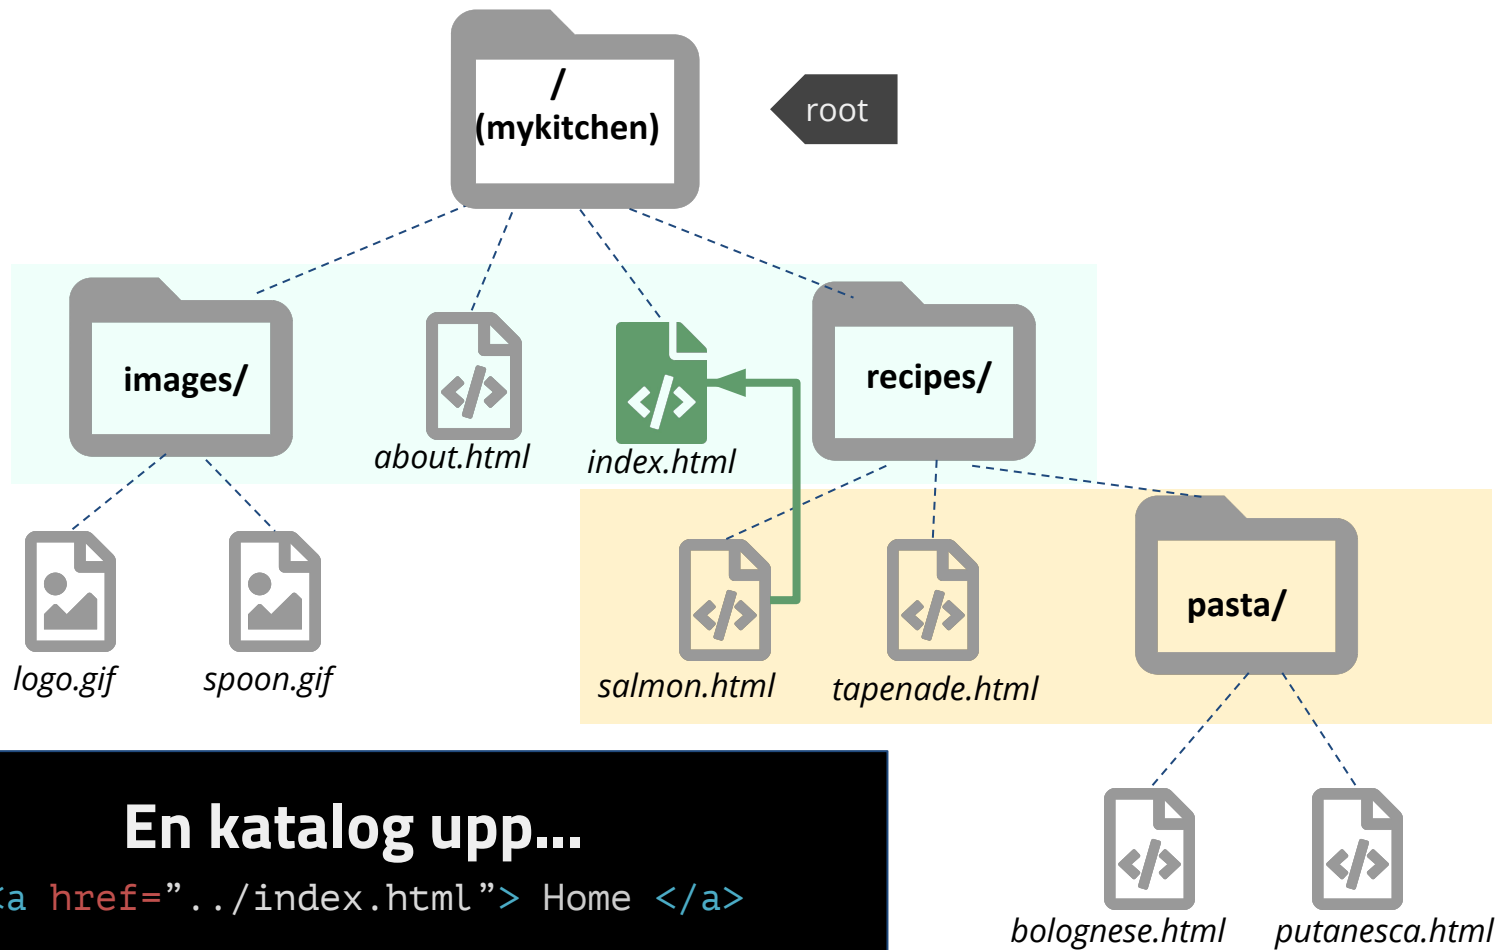 /
(mykitchen)
root
images/
about.html
index.html
recipes/
logo.gif
spoon.gif
salmon.html
tapenade.html
pasta/
bolognese.html
putanesca.html
En katalog upp...
<a href=”../index.html”> Home </a>